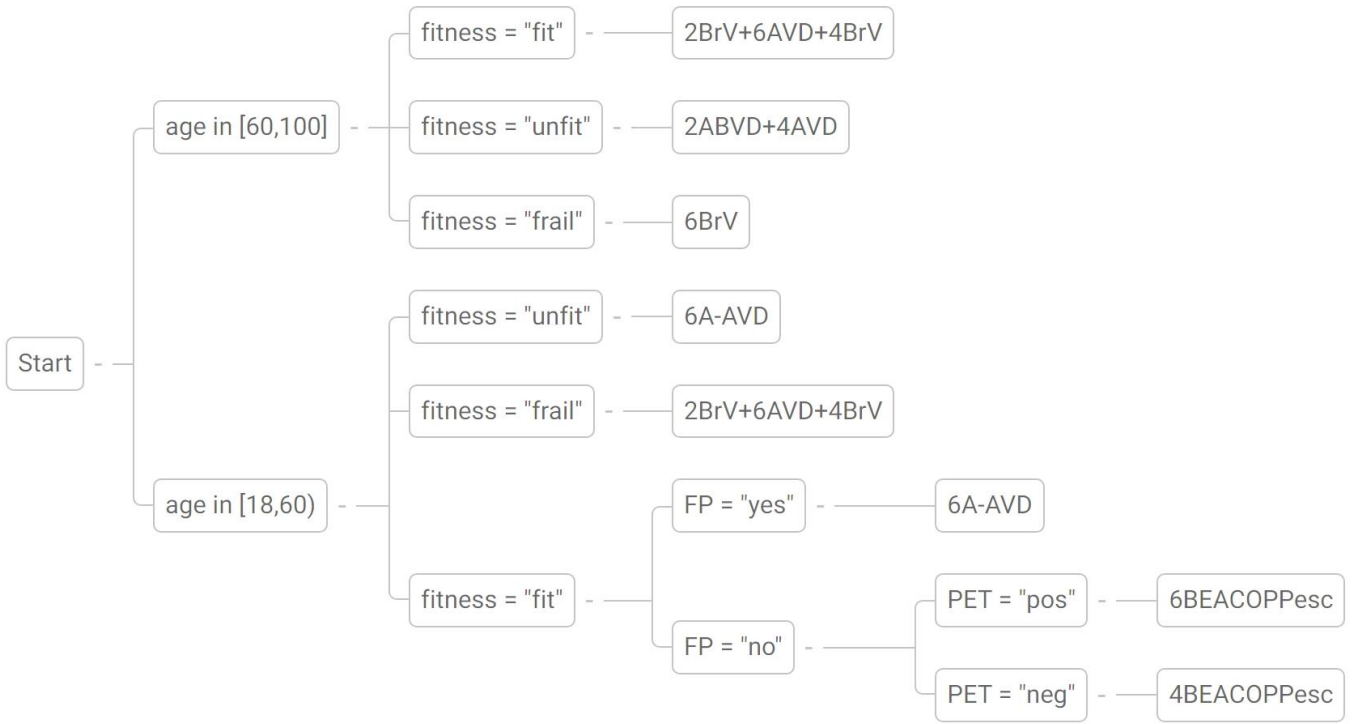 fitness = "fit"
2BrV+6AVD+4BrV
age in [60,100]
fitness = "unfit"
2ABVD+4AVD
fitness = "frail"
6BrV
fitness = "unfit"
6A-AVD
Start
fitness = "frail"
2BrV+6AVD+4BrV
age in [18,60)
FP = "yes"
6A-AVD
fitness = "fit"
PET = "pos"
6BEACOPPesc
FP = "no"
PET = "neg"
4BEACOPPesc